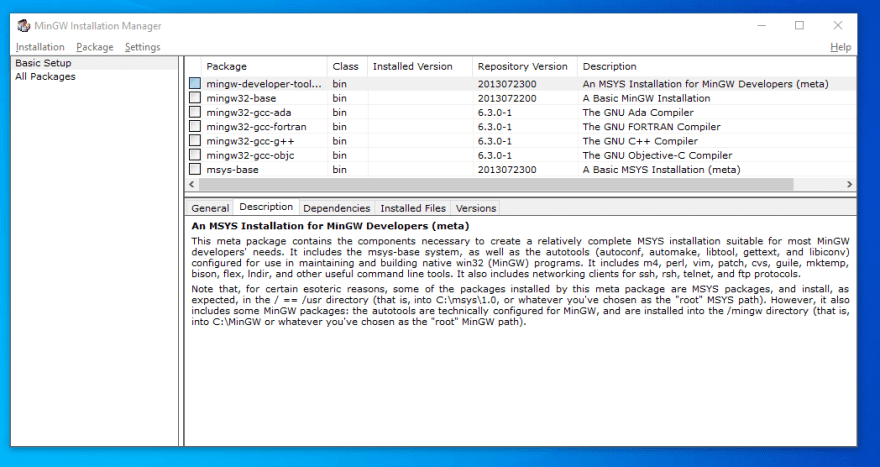 MinGW Installation Manager
Installation Package Settings Help
Basic Setup
All Packages
Package Class Installed Version Repository Version Description
mingw-developer-tool... bin 2013072300 An MSYS Installation for MinGW Developers (meta)
mingw32-base bin 2013072200 A Basic MinGW Installation
mingw32-gcc-ada bin 6.3.0-1 The GNU Ada Compiler
mingw32-gcc-fortran bin 6.3.0-1 The GNU FORTRAN Compiler
mingw32-gcc-g++ bin 6.3.0-1 The GNU C++ Compiler
mingw32-gcc-objc bin 6.3.0-1 The GNU Objective-C Compiler
msys-base bin 2013072300 A Basic MSYS Installation (meta)
General Description Dependencies Installed Files Versions
An MSYS Installation for MinGW Developers (meta)
This meta package contains the components necessary to create a relatively complete MSYS installation suitable for most MinGW
developers' needs. It includes the msys-base system, as well as the autotools (autoconf, automake, libtool, gettext, and libiconv)
configured for use in maintaining and building native win32 (MinGW) programs. It includes m4, perl, vim, patch, cvs, guile, mktemp,
bison, flex, lndir, and other useful command line tools. It also includes networking clients for ssh, rsh, telnet, and ftp protocols.
Note that, for certain esoteric reasons, some of the packages installed by this meta package are MSYS packages, and install, as
expected, in the / == /usr directory (that is, into C:\msys\1.0, or whatever you've chosen as the "root" MSYS path). However, it also
includes some MinGW packages: the autotools are technically configured for MinGW, and are installed into the /mingw directory (that is,
into C:\MinGW or whatever you've chosen as the "root" MinGW path).